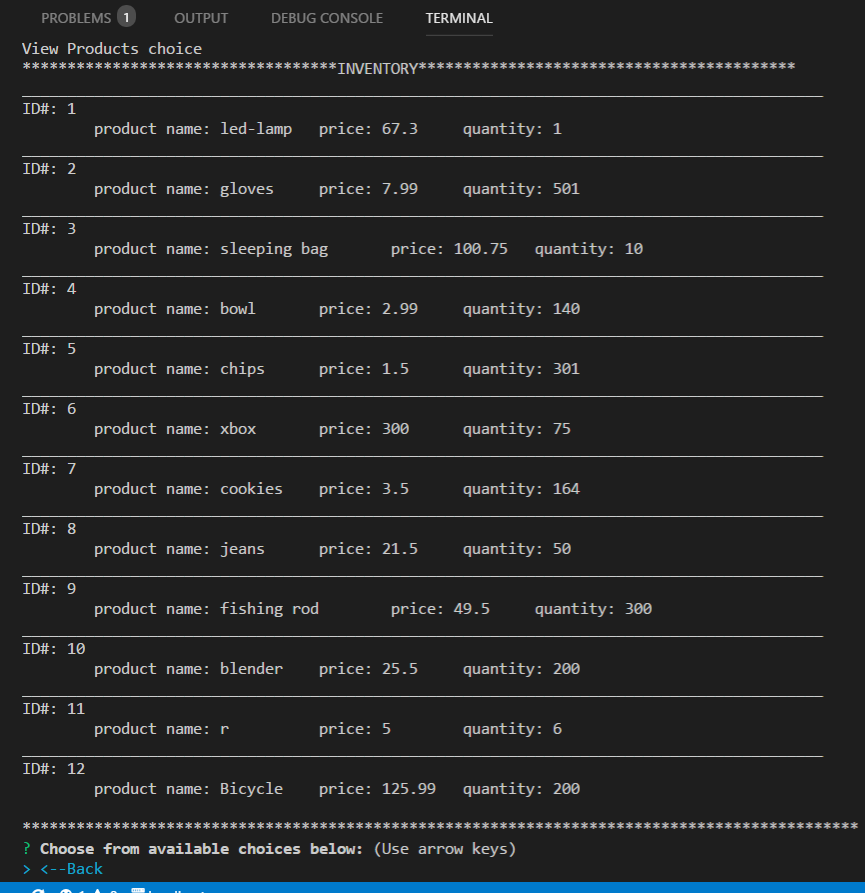 PROBLEMS 1 OUTPUT DEBUG CONSOLE TERMINAL
View Products choice
***********************************INVENTORY******************************************
ID#: 1
product name: led-lamp price: 67.3 quantity: 1
ID#: 2
product name: gloves price: 7.99 quantity: 501
ID#: 3
product name: sleeping bag price: 100.75 quantity: 10
ID#: 4
product name: bowl price: 2.99 quantity: 140
ID#: 5
product name: chips price: 1.5 quantity: 301
ID#: 6
product name: xbox price: 300 quantity: 75
ID#: 7
product name: cookies price: 3.5 quantity: 164
ID#: 8
product name: jeans price: 21.5 quantity: 50
ID#: 9
product name: fishing rod price: 49.5 quantity: 300
ID#: 10
product name: blender price: 25.5 quantity: 200
ID#: 11
product name: r price: 5 quantity: 6
ID#: 12
product name: Bicycle price: 125.99 quantity: 200
*********************************************************************************************
? Choose from available choices below: (Use arrow keys)
> <--Back